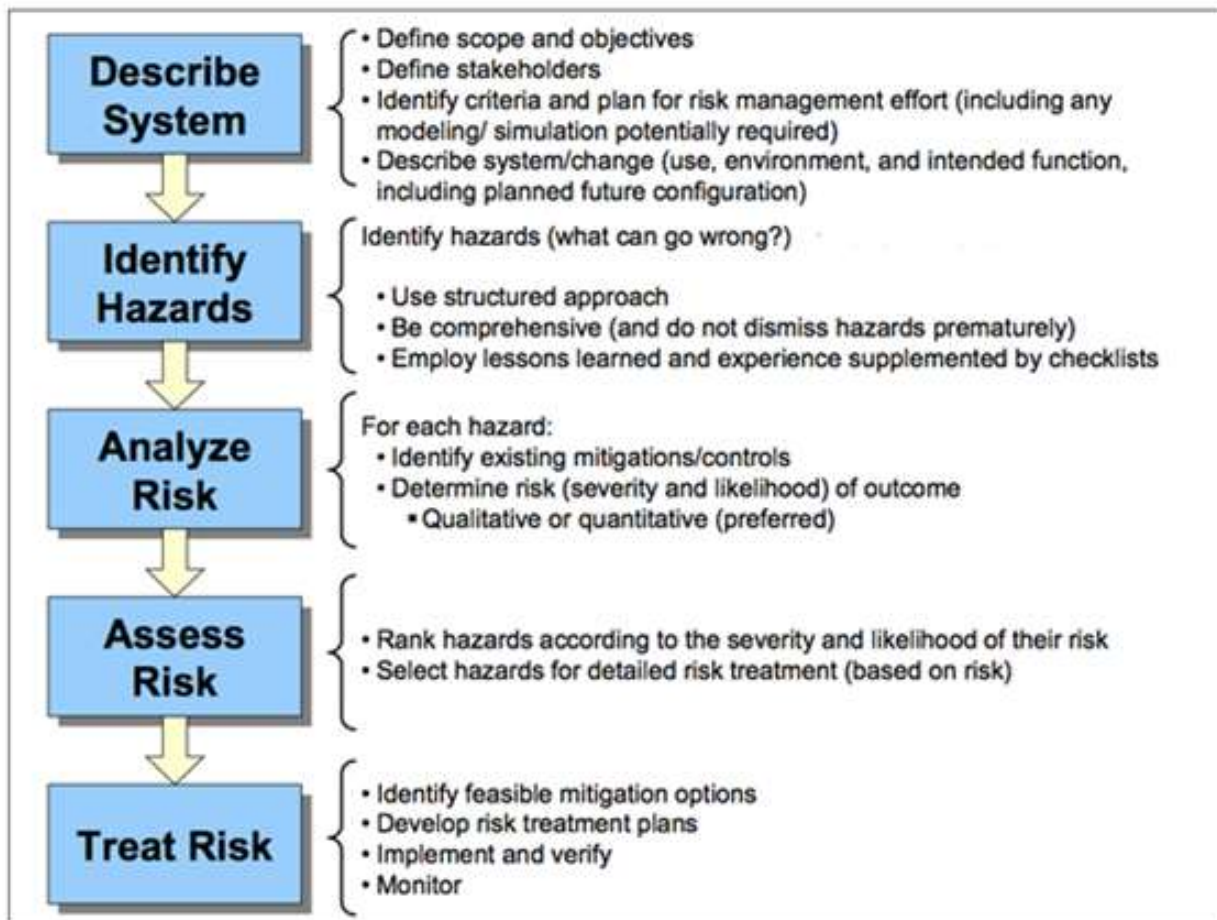 Describe
System
• Define scope and objectives
• Define stakeholders
• Identify criteria and plan for risk management effort (including any
modeling/ simulation potentially required)
• Describe system/change (use, environment, and intended function,
including planned future configuration)
Identify
Hazards
Identify hazards (what can go wrong?)
• Use structured approach
• Be comprehensive (and do not dismiss hazards prematurely)
• Employ lessons learned and experience supplemented by checklists
Analyze
Risk
For each hazard:
• Identify existing mitigations/controls
• Determine risk (severity and likelihood) of outcome
▪ Qualitative or quantitative (preferred)
Assess
Risk
• Rank hazards according to the severity and likelihood of their risk
• Select hazards for detailed risk treatment (based on risk)
Treat Risk
• Identify feasible mitigation options
• Develop risk treatment plans
• Implement and verify
• Monitor